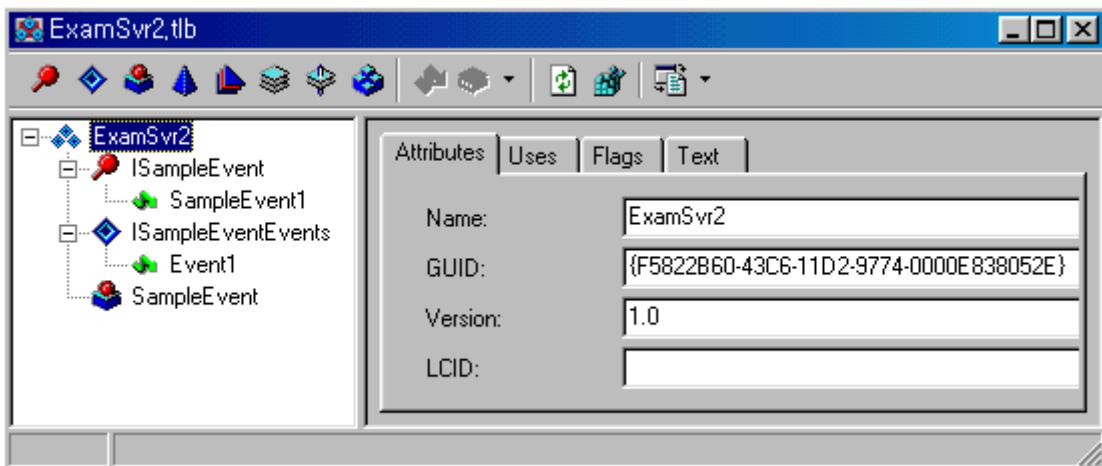 ExamSvr2.tlb
ExamSvr2
ISampleEvent
SampleEvent1
ISampleEventEvents
Event1
SampleEvent
Attributes
Uses
Flags
Text
Name:
ExamSvr2
GUID:
{F5822B60-43C6-11D2-9774-0000E838052E}
Version:
1.0
LCID: